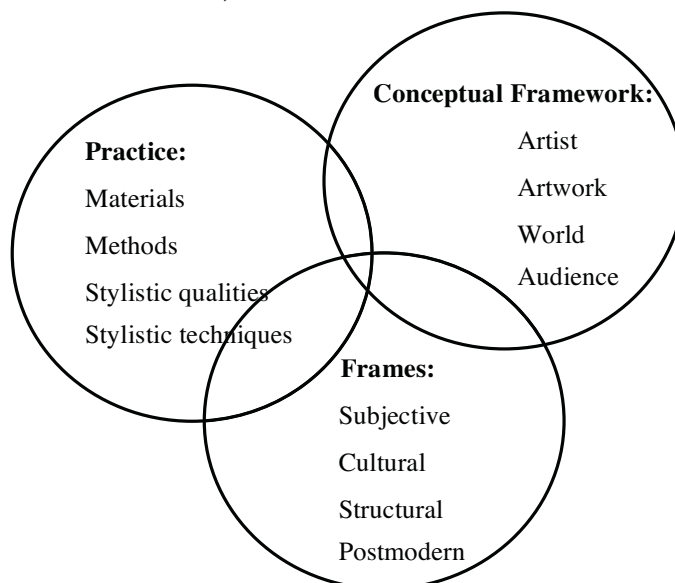 Conceptual Framework:
Artist
Artwork
World
Audience
Practice:
Materials
Methods
Stylistic qualities
Stylistic techniques
Frames:
Subjective
Cultural
Structural
Postmodern